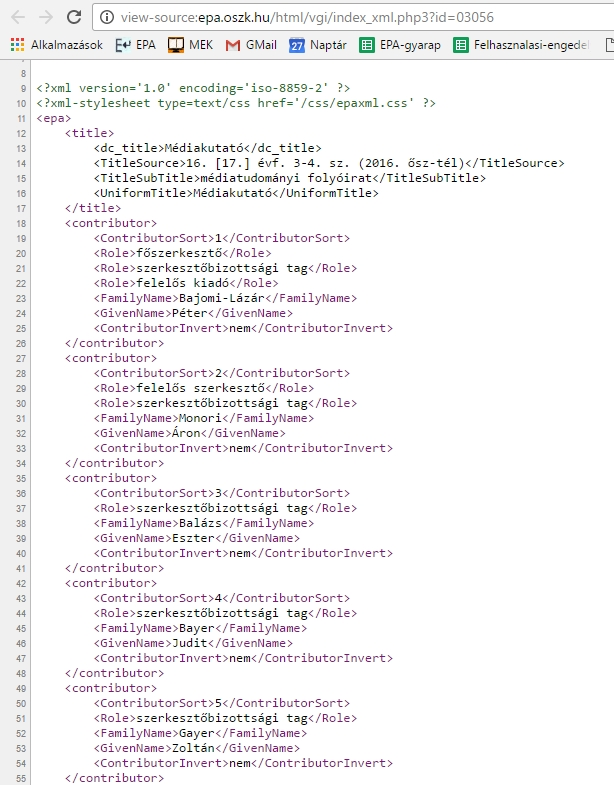 view-source:epa.oszk.hu/html/vgi/index_xml.php3?id=03056
Alkalmazások EPA MEK GMail 27 Naptár EPA-gyarap Felhasznalasi-engede
8
9 <?xml version='1.0' encoding='iso-8859-2' ?>
10 <?xml-stylesheet type=text/css href='/css/epaxml.css' ?>
11 <epa>
12 <title>
13 <dc_title>Médiakutató</dc_title>
14 <TitleSource>16. [17.] évf. 3-4. sz. (2016. ősz-tél)</TitleSource>
15 <TitleSubTitle>médiatudományi folyóirat</TitleSubTitle>
16 <UniformTitle>Médiakutató</UniformTitle>
17 </title>
18 <contributor>
19 <ContributorSort>1</ContributorSort>
20 <Role>főszerkesztő</Role>
21 <Role>szerkesztőbizottsági tag</Role>
22 <Role>felelős kiadó</Role>
23 <FamilyName>Bajomi-Lázár</FamilyName>
24 <GivenName>Péter</GivenName>
25 <ContributorInvert>nem</ContributorInvert>
26 </contributor>
27 <contributor>
28 <ContributorSort>2</ContributorSort>
29 <Role>felelős szerkesztő</Role>
30 <Role>szerkesztőbizottsági tag</Role>
31 <FamilyName>Monori</FamilyName>
32 <GivenName>Áron</GivenName>
33 <ContributorInvert>nem</ContributorInvert>
34 </contributor>
35 <contributor>
36 <ContributorSort>3</ContributorSort>
37 <Role>szerkesztőbizottsági tag</Role>
38 <FamilyName>Balázs</FamilyName>
39 <GivenName>Eszter</GivenName>
40 <ContributorInvert>nem</ContributorInvert>
41 </contributor>
42 <contributor>
43 <ContributorSort>4</ContributorSort>
44 <Role>szerkesztőbizottsági tag</Role>
45 <FamilyName>Bayer</FamilyName>
46 <GivenName>Judit</GivenName>
47 <ContributorInvert>nem</ContributorInvert>
48 </contributor>
49 <contributor>
50 <ContributorSort>5</ContributorSort>
51 <Role>szerkesztőbizottsági tag</Role>
52 <FamilyName>Gayer</FamilyName>
53 <GivenName>Zoltán</GivenName>
54 <ContributorInvert>nem</ContributorInvert>
55 </contributor>